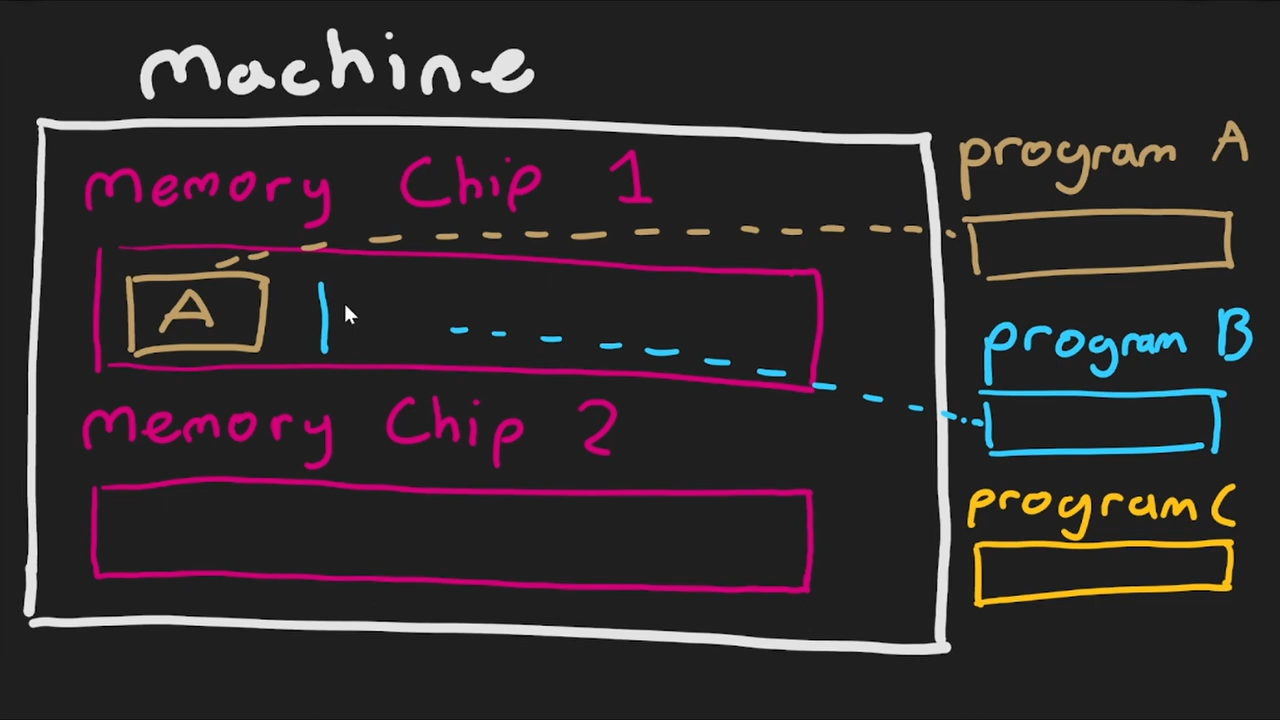 machine
memory Chip 1
A
memory Chip 2
program A
program B
program C